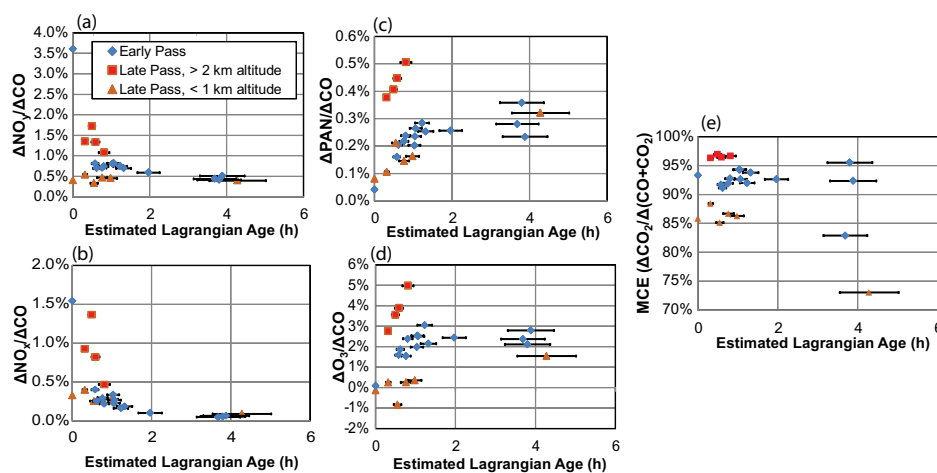 (a)
4.0%
3.5%
3.0%
2.5%
2.0%
1.5%
1.0%
0.5%
0.0%
ΔNOy/ΔCO
Early Pass
Late Pass, > 2 km altitude
Late Pass, < 1 km altitude
0 2 4 6
Estimated Lagrangian Age (h)
(b)
2.0%
1.5%
1.0%
0.5%
0.0%
0 2 4 6
Estimated Lagrangian Age (h)
(c)
0.6%
0.5%
0.4%
0.3%
0.2%
0.1%
0.0%
ΔPAN/ΔCO
0 2 4 6
Estimated Lagrangian Age (h)
(d)
6%
5%
4%
3%
2%
1%
0%
-1%
-2%
ΔO3/ΔCO
0 2 4 6
Estimated Lagrangian Age (h)
(e)
100%
95%
90%
85%
80%
75%
70%
MCE (ΔCO2/Δ(CO+CO2)
0 2 4 6
Estimated Lagrangian Age (h)